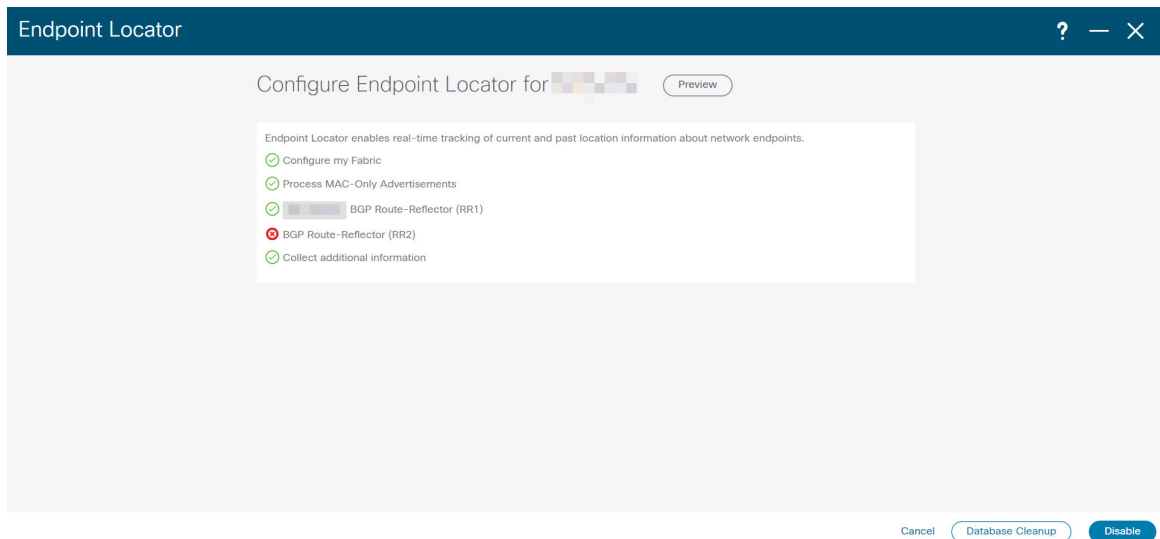 Endpoint Locator
?
Configure Endpoint Locator for
Preview
Endpoint Locator enables real-time tracking of current and past location information about network endpoints.
Configure my Fabric
Process MAC-Only Advertisements
BGP Route-Reflector (RR1)
BGP Route-Reflector (RR2)
Collect additional information
Cancel
Database Cleanup
Disable